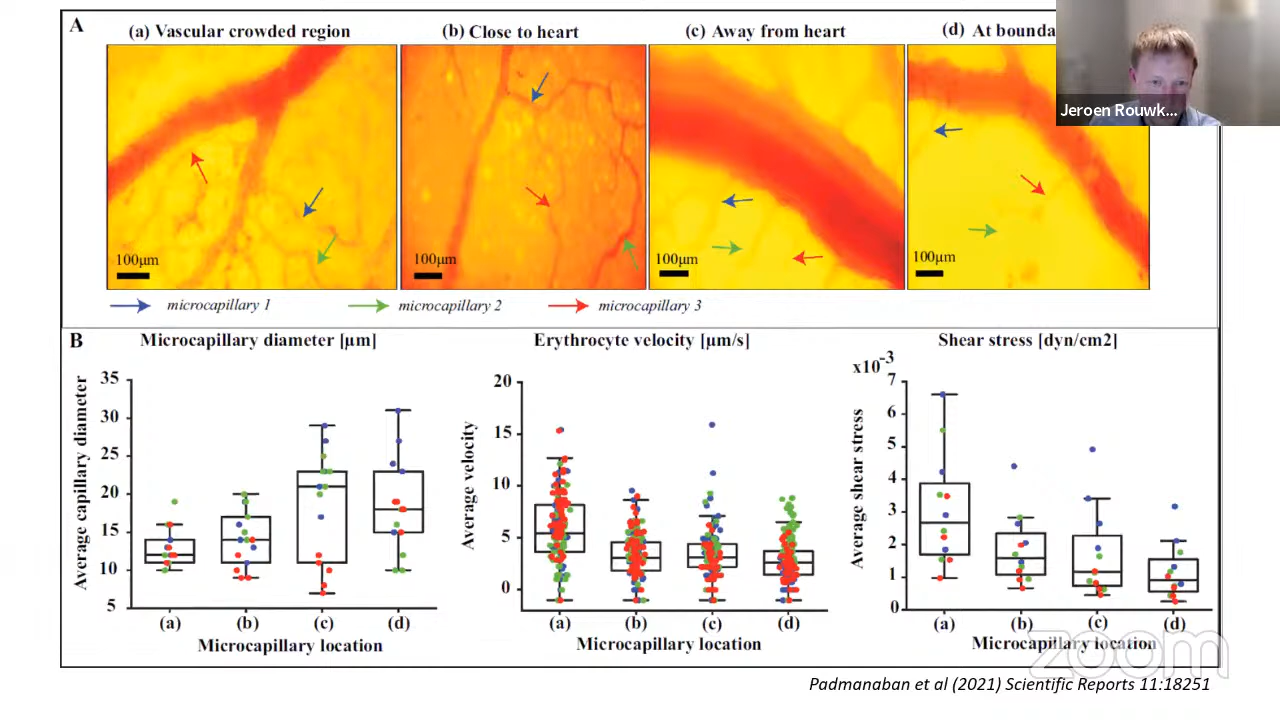 A
(a) Vascular crowded region
(b) Close to heart
(c) Away from heart
(d) At
Jeroen Rouwk...
100μm
100μm
100μm
100μm
microcapillary 1
microcapillary 2
microcapillary 3
B
Microcapillary diameter [μm]
Erythrocyte velocity [μm/s]
Shear stress [dyn/cm2]
Average capillary diameter
35
30
25
20
15
10
5
(a)
(b)
(c)
(d)
Microcapillary location
Average velocity
20
15
10
5
0
(a)
(b)
(c)
(d)
Microcapillary location
x10-3
Average shear stress
7
6
5
4
3
2
1
0
(a)
(b)
(c)
(d)
Microcapillary location
zoom
Padmanaban et al (2021) Scientific Reports 11:18251